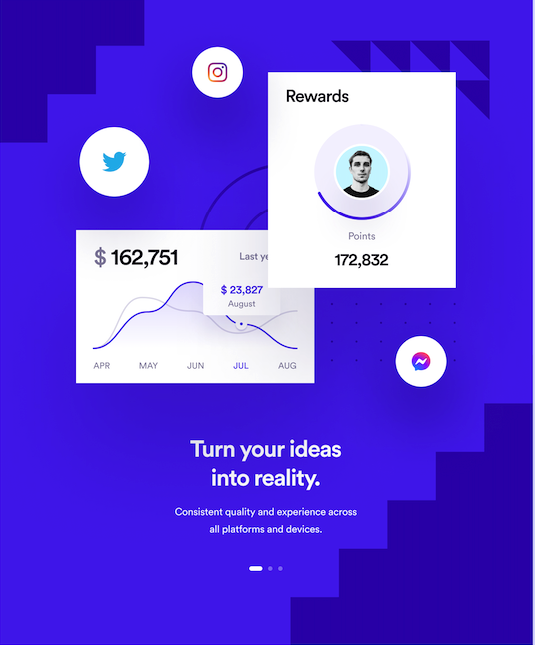 Rewards
Points
172,832
$ 162,751
Last ye
$ 23,827
August
APR MAY JUN JUL AUG
Turn your ideas
into reality.
Consistent quality and experience across
all platforms and devices.